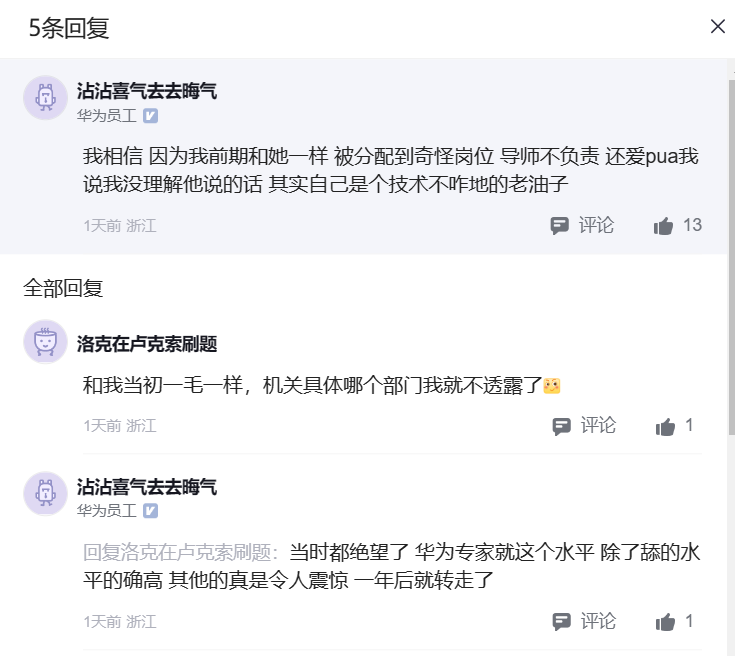 5条回复
沾沾喜气去去晦气
华为员工
我相信 因为我前期和她一样 被分配到奇怪岗位 导师不负责 还爱pua我
说我没理解他说的话 其实自己是个技术不咋地的老油子
1天前 浙江 评论 13
全部回复
洛克在卢克索刷题
和我当初一毛一样，机关具体哪个部门我就不透露了
1天前 浙江 评论 1
沾沾喜气去去晦气
华为员工
回复洛克在卢克索刷题：当时都绝望了 华为专家就这个水平 除了舔的水
平的确高 其他的真是令人震惊 一年后就转走了
1天前 浙江 评论 1